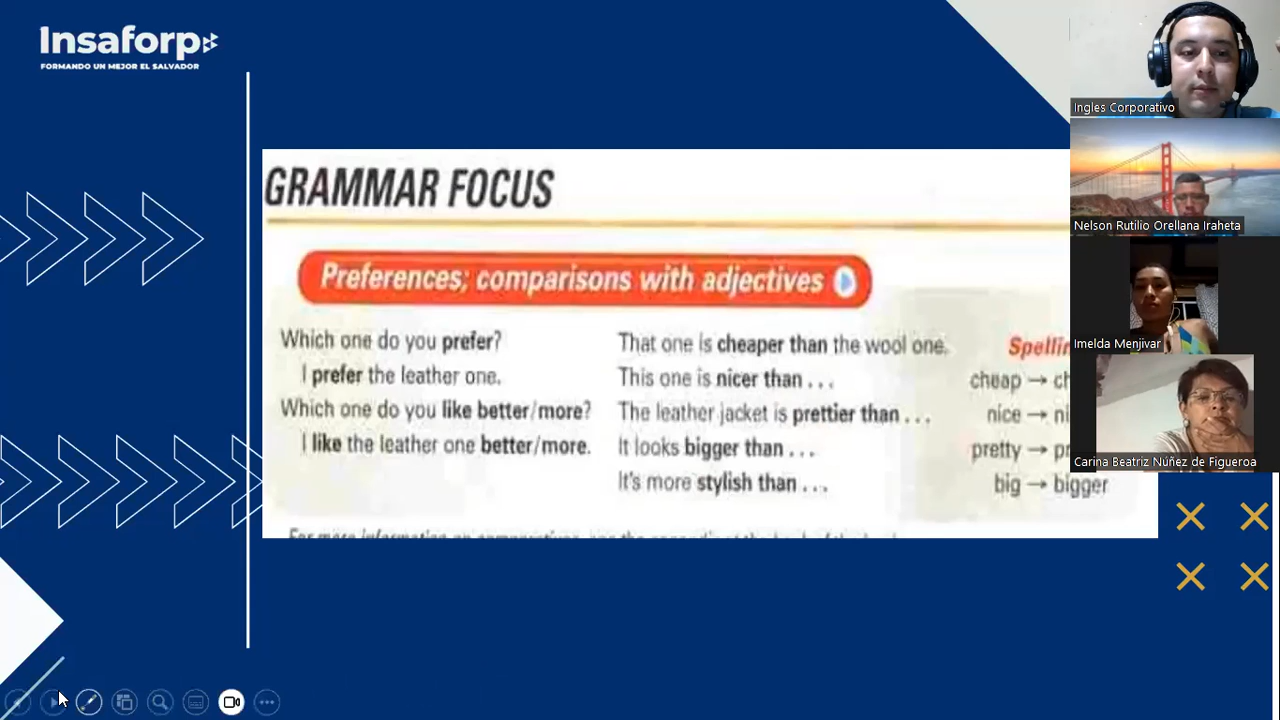 Insaforp
FORMANDO UN MEJOR EL SALVADOR
GRAMMAR FOCUS
Preferences; comparisons with adjectives
Which one do you prefer?
I prefer the leather one.
Which one do you like better/more?
I like the leather one better/more.
That one is cheaper than the wool one.
This one is nicer than . . .
The leather jacket is prettier than . . .
It looks bigger than . . .
It's more stylish than . . .
cheap →
nice →
pretty →
big → bigger
Ingles Corporativo
Nelson Rutilio Orellana Iraheta
Imelda Menjivar
Carina Beatriz Núñez de Figueroa